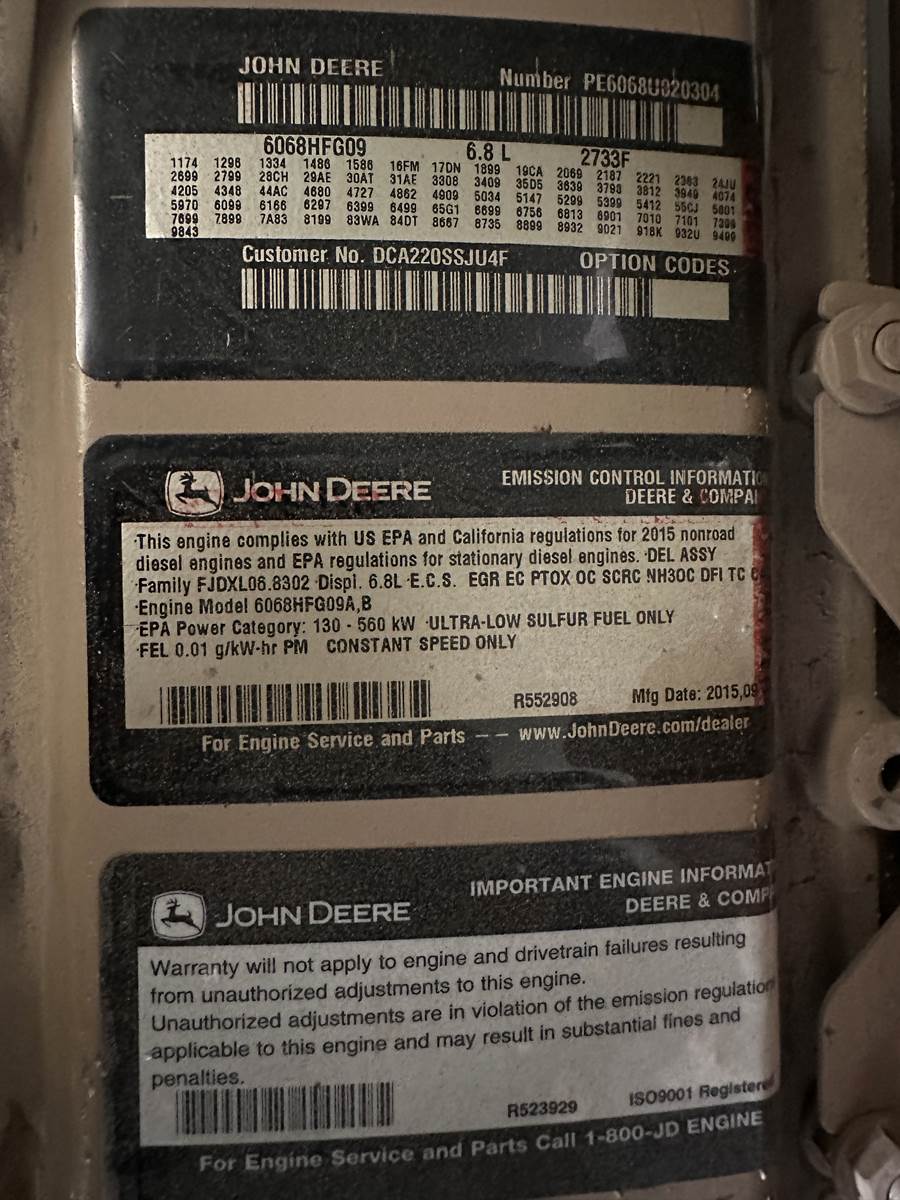 JOHN DEERE
Number PE6068U020304
6068HFG09 6.8 L 2733F
1174 1296 1334 1486 1586 16FM 17DN 1899 19CA 2069 2187 2221 2363 24JU
2699 2799 28CH 29AE 30AT 31AE 3308 3409 35D5 3639 3793 3812 3949 4074
4205 4348 44AC 4680 4727 4862 4909 5034 5147 5299 5399 5412 55CJ 5801
5970 6099 6166 6297 6399 6499 65G1 6699 6756 6813 6901 7010 7101 7399
7699 7899 7A83 8199 83WA 84DT 8667 8735 8899 8932 9021 918K 932U 9499
9843
Customer No. DCA220SSJU4F OPTION CODES
JOHN DEERE
EMISSION CONTROL INFORMATIO
DEERE & COMPA
·This engine complies with US EPA and California regulations for 2015 nonroad
diesel engines and EPA regulations for stationary diesel engines. ·DEL ASSY
·Family FJDXL06.8302 ·Displ. 6.8L ·E.C.S. EGR EC PTOX OC SCRC NH3OC DFI TC
·Engine Model 6068HFG09A,B
·EPA Power Category: 130 - 560 kW ·ULTRA-LOW SULFUR FUEL ONLY
·FEL 0.01 g/kW-hr PM CONSTANT SPEED ONLY
R552908 Mfg Date: 2015,09
For Engine Service and Parts — — www.JohnDeere.com/dealer
JOHN DEERE
IMPORTANT ENGINE INFORMAT
DEERE & COMP
Warranty will not apply to engine and drivetrain failures resulting
from unauthorized adjustments to this engine.
Unauthorized adjustments are in violation of the emission regulation
applicable to this engine and may result in substantial fines and
penalties.
R523929 ISO9001 Registere
For Engine Service and Parts Call 1-800-JD ENGINE